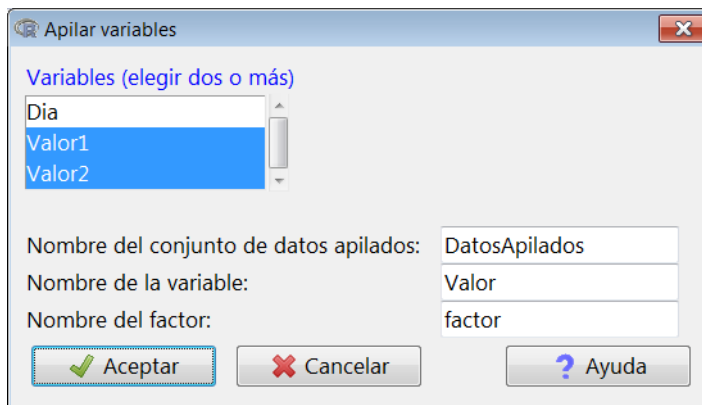 Apilar variables
Variables (elegir dos o más)
Dia
Valor1
Valor2
Nombre del conjunto de datos apilados: DatosApilados
Nombre de la variable: Valor
Nombre del factor: factor
Aceptar Cancelar ? Ayuda